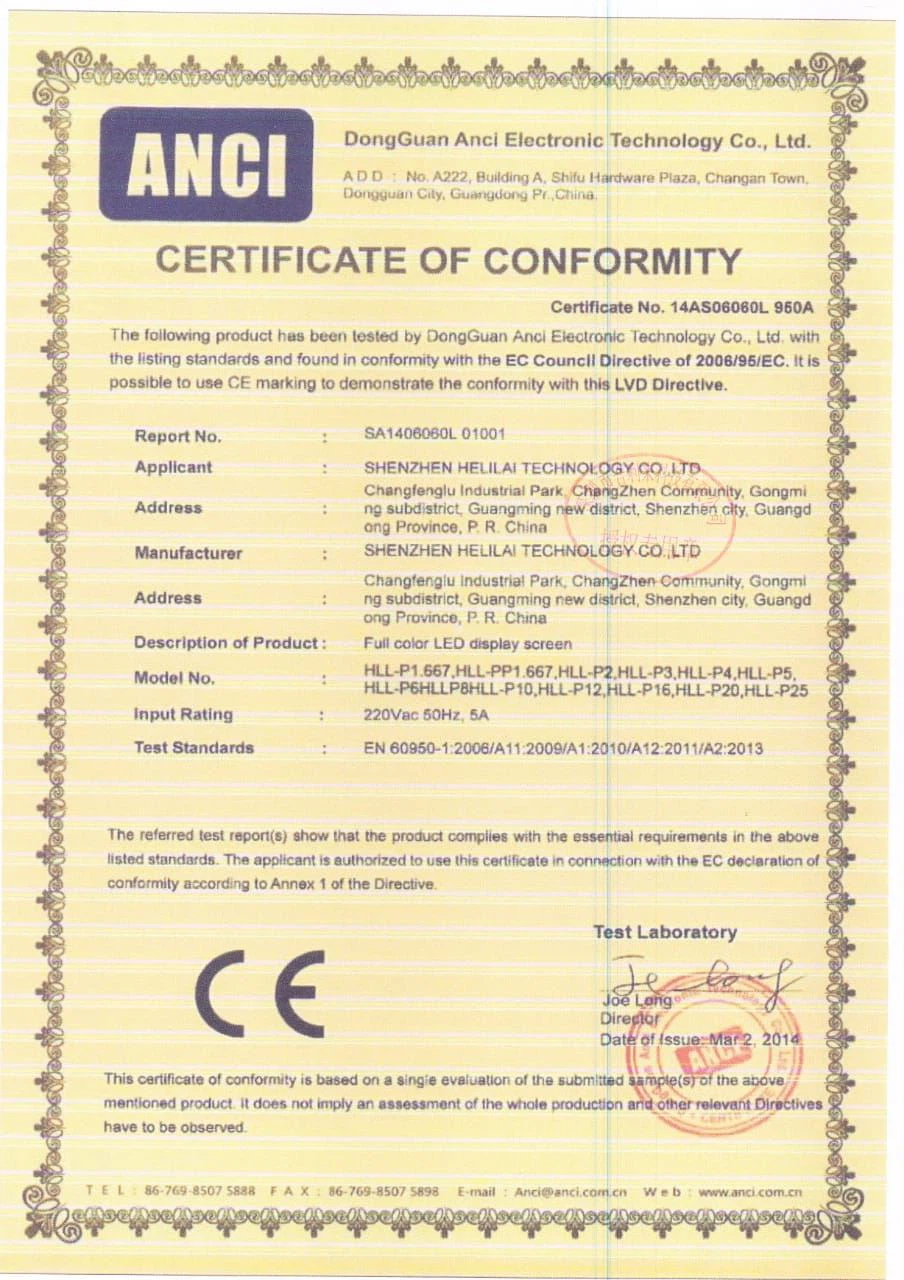 ANCI
DongGuan Anci Electronic Technology Co., Ltd.
ADD : No. A222, Building A, Shifu Hardware Plaza, Changan Town,
Dongguan City, Guangdong Pr.,China.
CERTIFICATE OF CONFORMITY
Certificate No. 14AS06060L 950A
The following product has been tested by DongGuan Anci Electronic Technology Co., Ltd. with
the listing standards and found in conformity with the EC Council Directive of 2006/95/EC. It is
possible to use CE marking to demonstrate the conformity with this LVD Directive.
Report No. : SA1406060L 01001
Applicant : SHENZHEN HELILAI TECHNOLOGY CO.,LTD
Address : Changfenglu Industrial Park, ChangZhen Community, Gongmi
ng subdistrict, Guangming new district, Shenzhen city, Guangd
ong Province, P. R. China
授权专用章
Manufacturer : SHENZHEN HELILAI TECHNOLOGY CO.,LTD
Address : Changfenglu Industrial Park, ChangZhen Community, Gongmi
ng subdistrict, Guangming new district, Shenzhen city, Guangd
ong Province, P. R. China
Description of Product : Full color LED display screen
Model No. : HLL-P1.667,HLL-PP1.667,HLL-P2,HLL-P3,HLL-P4,HLL-P5,
HLL-P6HLLP8HLL-P10,HLL-P12,HLL-P16,HLL-P20,HLL-P25
Input Rating : 220Vac 50Hz, 5A
Test Standards : EN 60950-1:2006/A11:2009/A1:2010/A12:2011/A2:2013
The referred test report(s) show that the product complies with the essential requirements in the above
listed standards. The applicant is authorized to use this certificate in connection with the EC declaration of
conformity according to Annex 1 of the Directive.
CE
Test Laboratory
Joe Long
Director
Date of Issue: Mar 2, 2014
ANCI
This certificate of conformity is based on a single evaluation of the submitted sample(s) of the above
mentioned product. It does not imply an assessment of the whole production and other relevant Directives
have to be observed.
TEL : 86-769-8507 5888 FAX : 86-769-8507 5898 E-mail : Anci@anci.com.cn Web : www.anci.com.cn